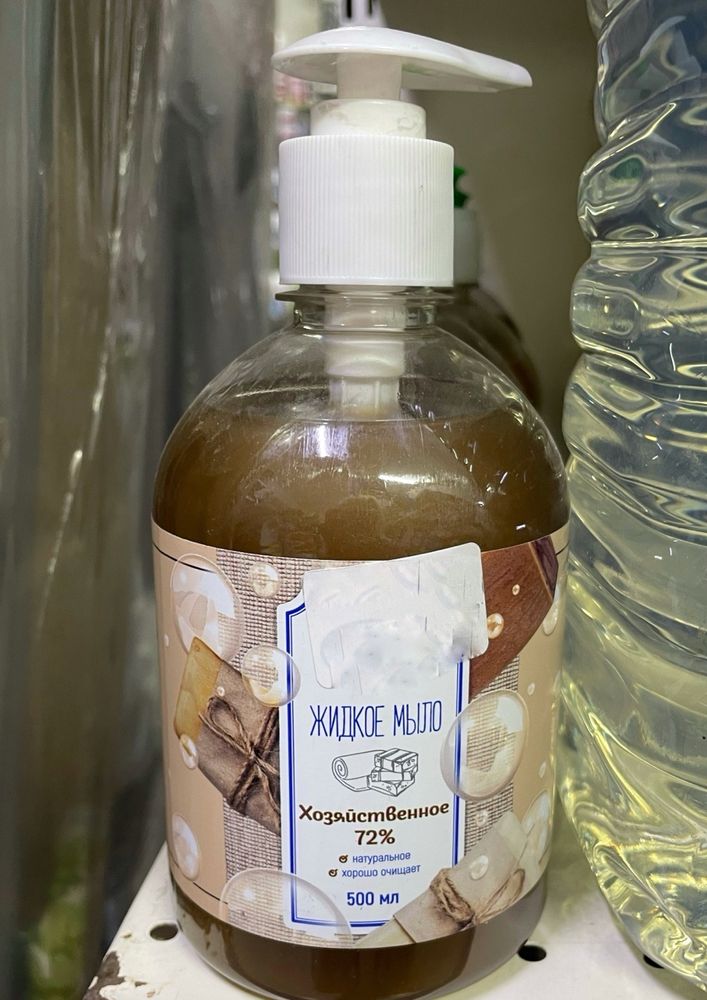 ЖИДКОЕ МЫЛО
Хозяйственное
72%
натуральное
хорошо очищает
500 мл